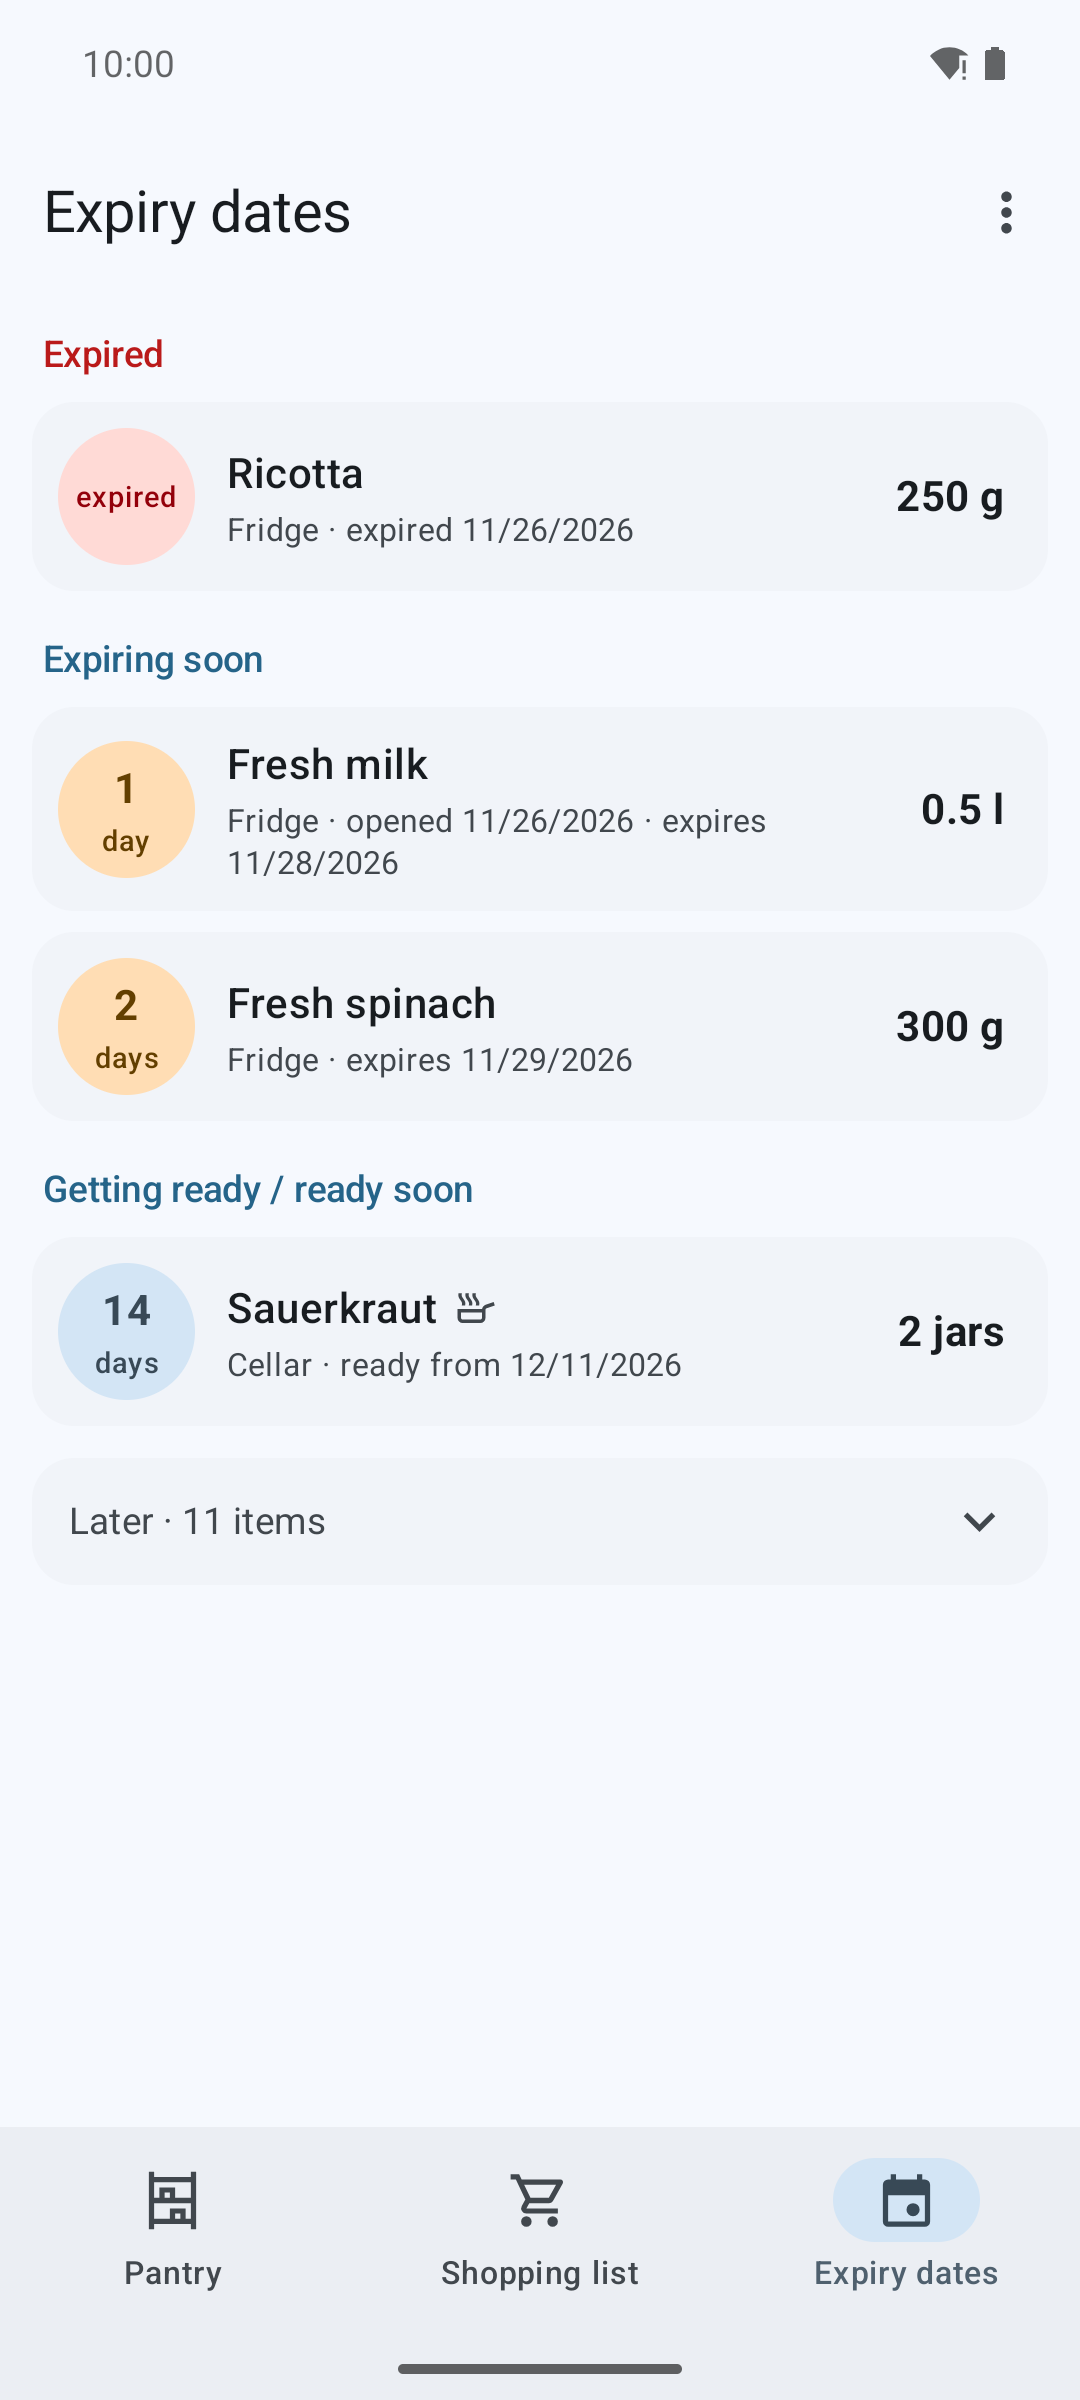 10:00
Expiry dates
Expired
expired
Ricotta
Fridge · expired 11/26/2026
250 g
Expiring soon
1
day
Fresh milk
Fridge · opened 11/26/2026 · expires
11/28/2026
0.5 l
2
days
Fresh spinach
Fridge · expires 11/29/2026
300 g
Getting ready / ready soon
14
days
Sauerkraut
Cellar · ready from 12/11/2026
2 jars
Later · 11 items
Pantry
Shopping list
Expiry dates